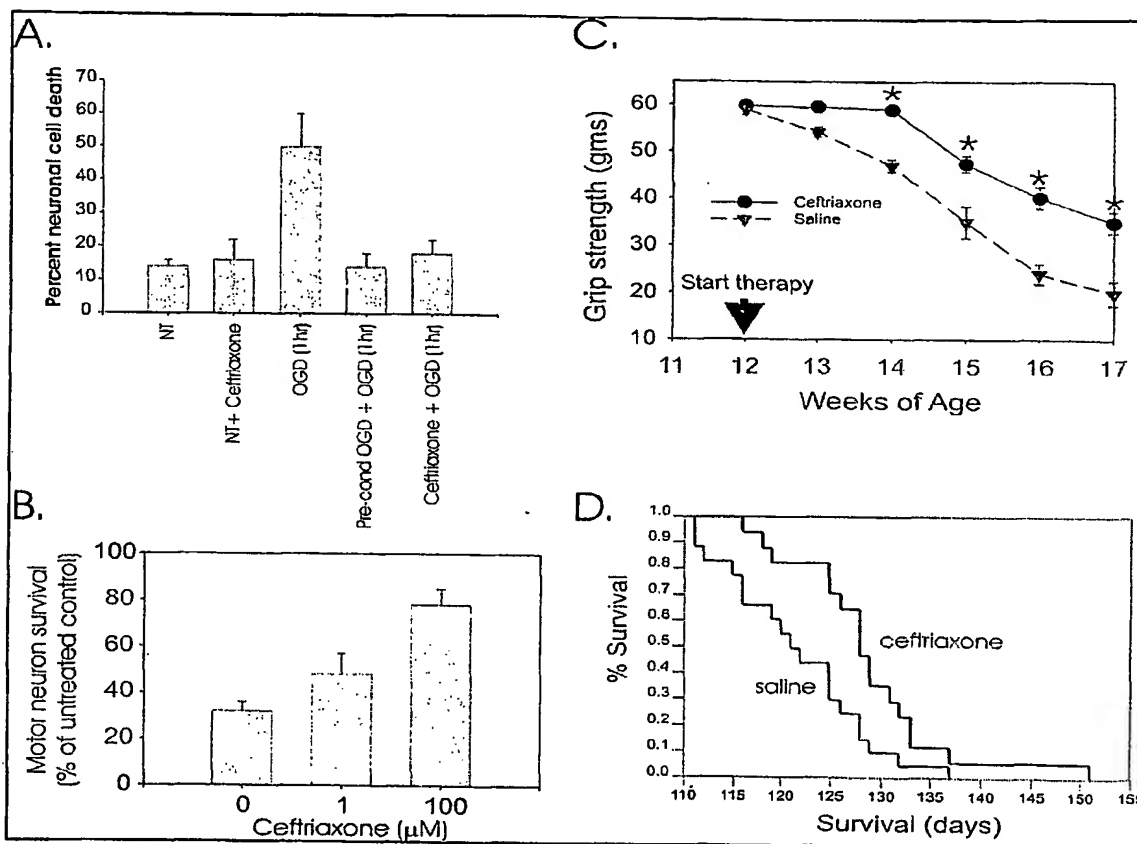 A.
Percent neuronal cell death
70
60
50
40
30
20
10
0
NT
NT+ Ceftriaxone
OGD (1hr)
Pre-cond OGD + OGD (1hr)
Ceftriaxone + OGD (1hr)
B.
Motor neuron survival
(% of untreated control)
100
80
60
40
20
0
0 1 100
Ceftriaxone (μM)
C.
Grip strength (gms)
60
50
40
30
20
10
* * * *
Ceftriaxone
Saline
Start therapy
11 12 13 14 15 16 17
Weeks of Age
D.
% Survival
1.0
0.9
0.8
0.7
0.6
0.5
0.4
0.3
0.2
0.1
0.0
ceftriaxone
saline
110 115 120 125 130 135 140 145 150 155
Survival (days)